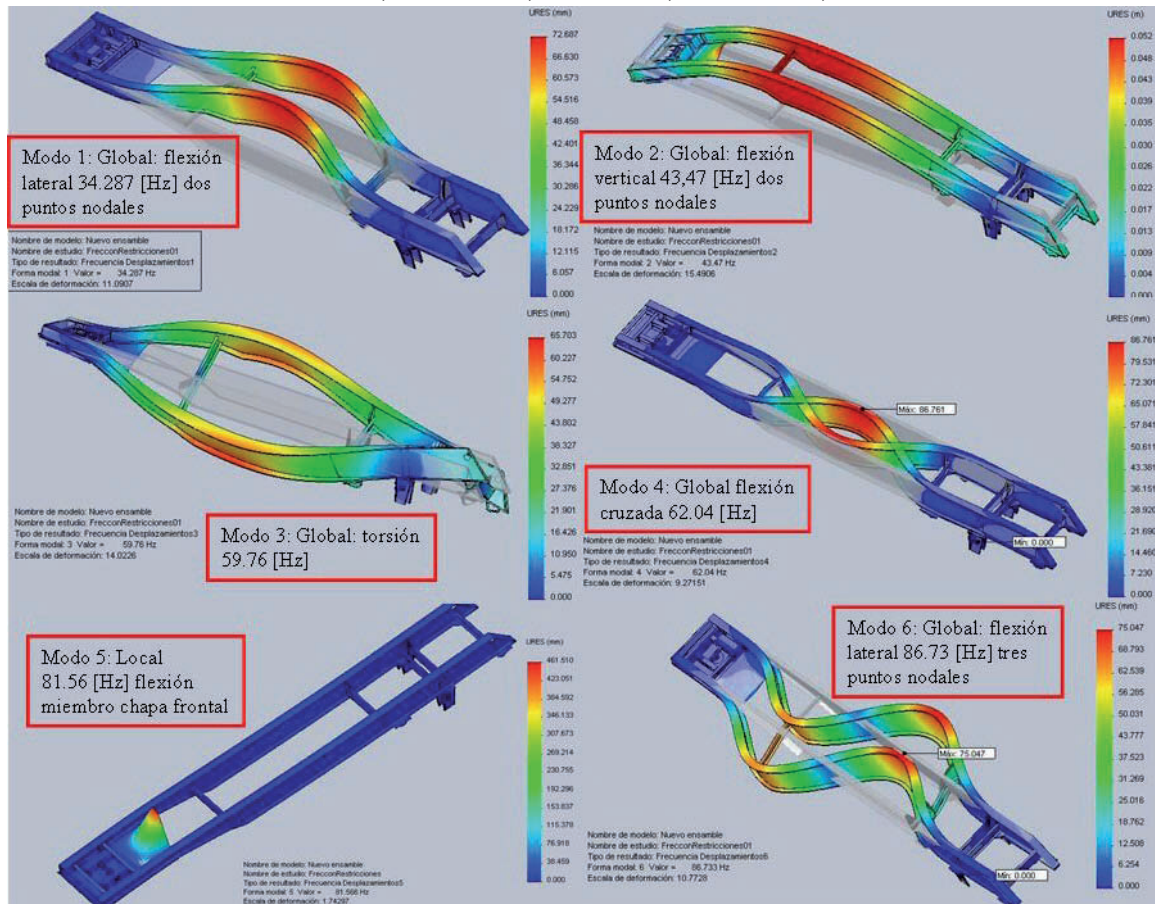 URES (mm)
72.687
66.630
60.573
54.516
48.458
42.401
36.344
30.286
24.229
18.172
12.115
6.057
0.000
Modo 1: Global: flexión
lateral 34.287 [Hz] dos
puntos nodales
Nombre de modelo: Nuevo ensamble
Nombre de estudio: FrecconRestricciones01
Tipo de resultado: Frecuencia Desplazamientos1
Forma modal: 1 Valor = 34.287 Hz
Escala de deformación: 11.0907
URES (m)
0.052
0.048
0.043
0.039
0.035
0.030
0.026
0.022
0.017
0.013
0.009
0.004
0.000
Modo 2: Global: flexión
vertical 43,47 [Hz] dos
puntos nodales
Nombre de modelo: Nuevo ensamble
Nombre de estudio: FrecconRestricciones01
Tipo de resultado: Frecuencia Desplazamientos2
Forma modal: 2 Valor = 43.47 Hz
Escala de deformación: 15.4906
URES (mm)
65.703
60.227
54.752
49.277
43.802
38.327
32.851
27.376
21.901
16.426
10.950
5.475
0.000
Nombre de modelo: Nuevo ensamble
Nombre de estudio: FrecconRestricciones01
Tipo de resultado: Frecuencia Desplazamientos3
Forma modal: 3 Valor = 59.76 Hz
Escala de deformación: 14.0226
Modo 3: Global: torsión
59.76 [Hz]
URES (mm)
86.761
79.531
72.301
65.071
57.841
50.611
43.381
36.151
28.920
21.690
14.460
7.230
0.000
Máx: 86.761
Mín: 0.000
Modo 4: Global flexión
cruzada 62.04 [Hz]
Nombre de modelo: Nuevo ensamble
Nombre de estudio: FrecconRestricciones01
Tipo de resultado: Frecuencia Desplazamientos4
Forma modal: 4 Valor = 62.04 Hz
Escala de deformación: 9.27151
Modo 5: Local
81.56 [Hz] flexión
miembro chapa frontal
URES (mm)
461.510
423.051
384.592
346.133
307.673
269.214
230.755
192.296
153.837
115.378
76.918
38.459
0.000
Nombre de modelo: Nuevo ensamble
Nombre de estudio: FrecconRestricciones
Tipo de resultado: Frecuencia Desplazamientos5
Forma modal: 5 Valor = 81.566 Hz
Escala de deformación: 1.74297
Modo 6: Global: flexión
lateral 86.73 [Hz] tres
puntos nodales
URES (mm)
75.047
68.793
62.539
56.285
50.031
43.777
37.523
31.269
25.016
18.762
12.508
6.254
0.000
Máx: 75.047
Mín: 0.000
Nombre de modelo: Nuevo ensamble
Nombre de estudio: FrecconRestricciones01
Tipo de resultado: Frecuencia Desplazamientos6
Forma modal: 6 Valor = 86.733 Hz
Escala de deformación: 10.7728